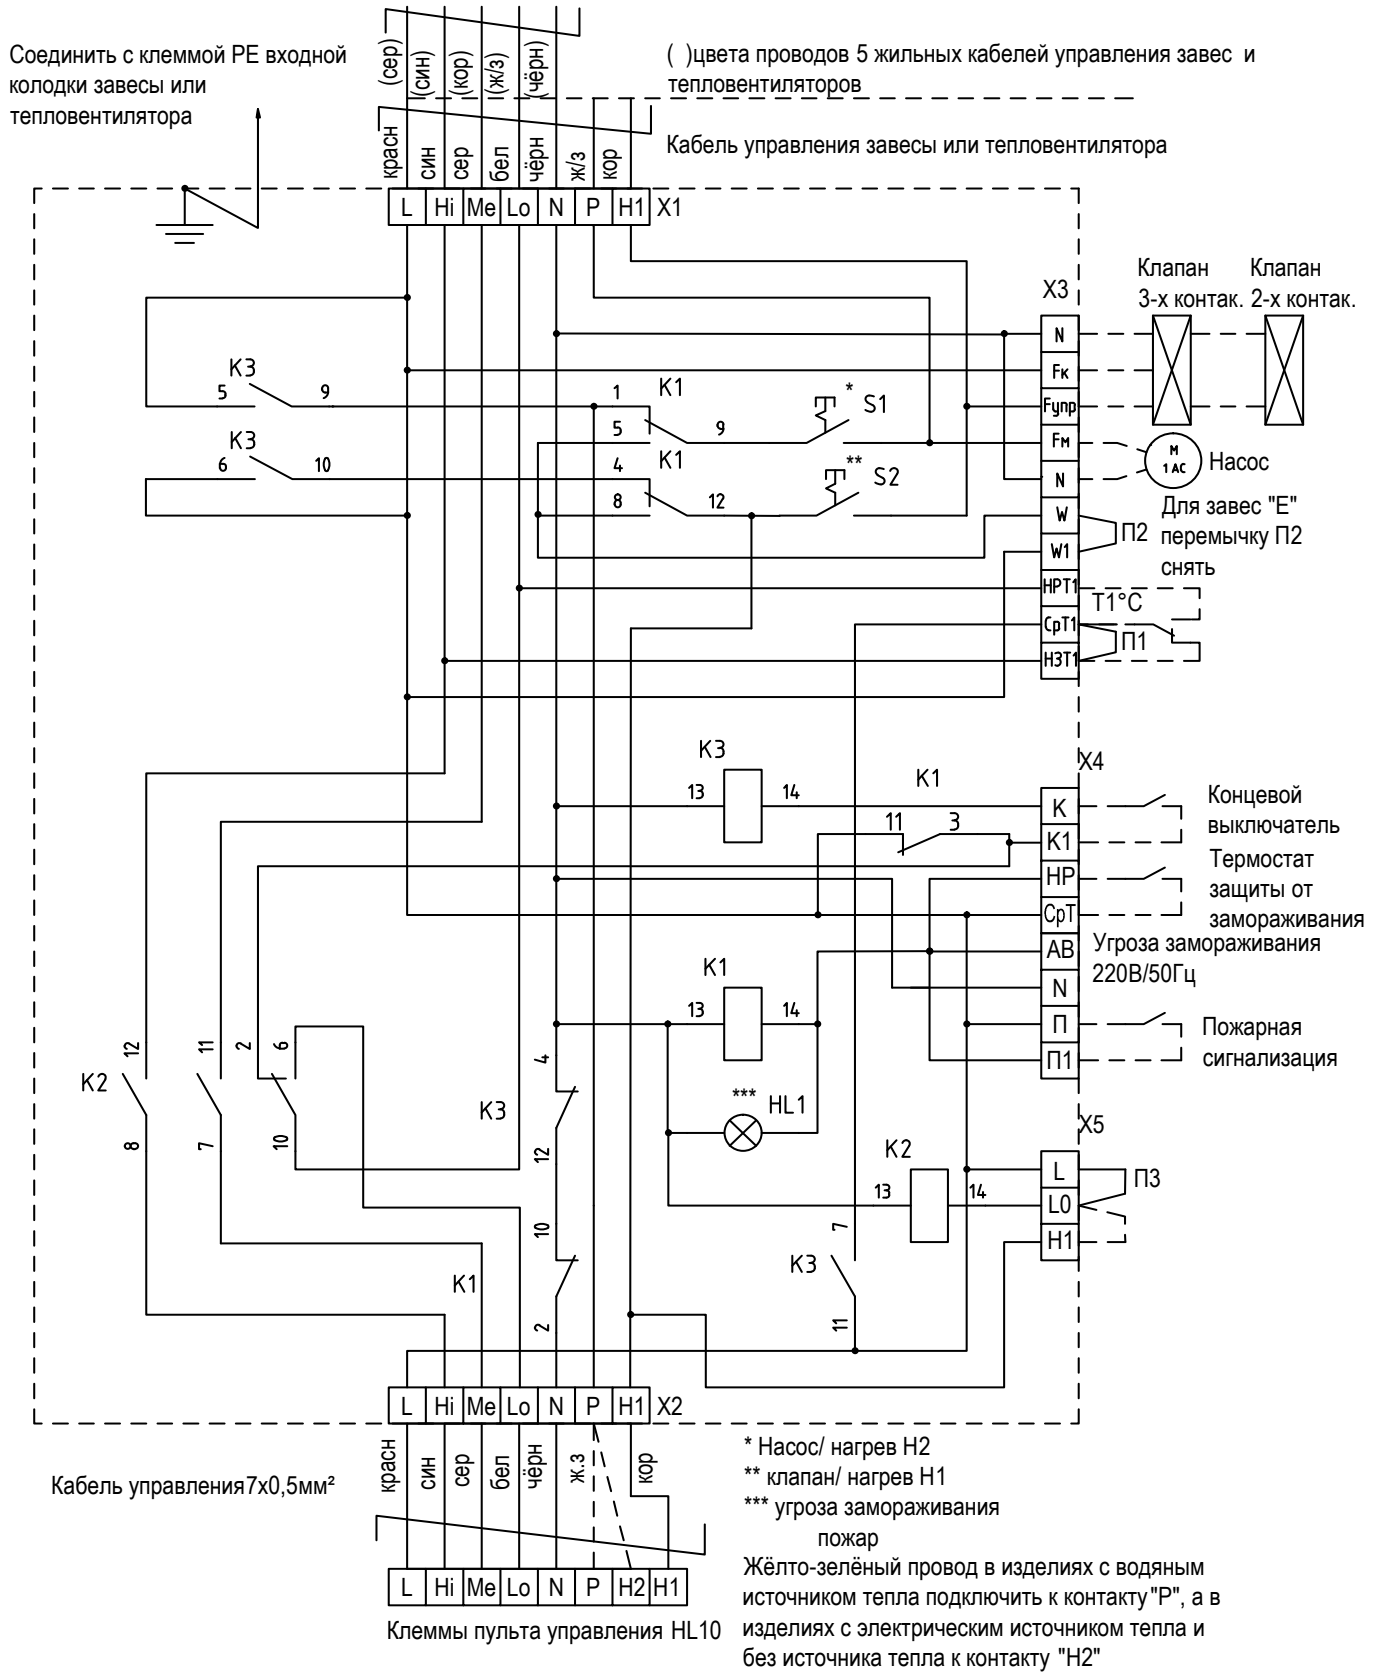 Соединить с клеммой PE входной
колодки завесы или
тепловентилятора
(сер)
(син)
(кор)
(ж/з)
(чёрн)
( )цвета проводов 5 жильных кабелей управления завес и
тепловентиляторов
Кабель управления завесы или тепловентилятора
красн
син
сер
бел
чёрн
ж/з
кор
L Hi Me Lo N P H1 X1
Клапан
3-х контак.
Клапан
2-х контак.
X3
N
Fк
Fупр
Fм
N
W
W1
НРТ1
СрТ1
НЗТ1
K3
5 9
K1
1
5 9
* S1
K3
6 10
K1
4
8 12
** S2
М
1 AC
Насос
Для завес "Е"
перемычку П2
снять
П2
T1°C
П1
K3
13 14
K1
11 3
X4
K
K1
НР
СрТ
АВ
N
П
П1
Концевой
выключатель
Термостат
защиты от
замораживания
Угроза замораживания
220В/50Гц
Пожарная
сигнализация
K1
13 14
*** HL1
K2
12
8
11
7
2 6
10
K3
4
12
K1
10
2
K2
13 14
K3
7
11
X5
L
L0
H1
П3
L Hi Me Lo N P H1 X2
красн
син
сер
бел
чёрн
ж.з
кор
Кабель управления7х0,5мм²
L Hi Me Lo N P H2 H1
Клеммы пульта управления HL10
* Насос/ нагрев H2
** клапан/ нагрев H1
*** угроза замораживания
пожар
Жёлто-зелёный провод в изделиях с водяным
источником тепла подключить к контакту"Р", а в
изделиях с электрическим источником тепла и
без источника тепла к контакту "H2"